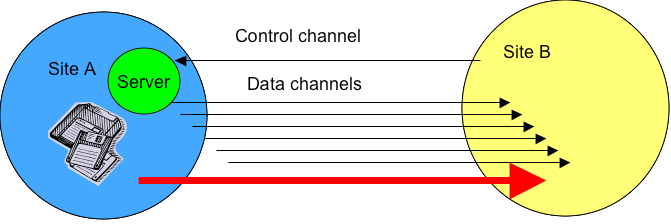 Control channel
Site B
Site A
Server
Data channels